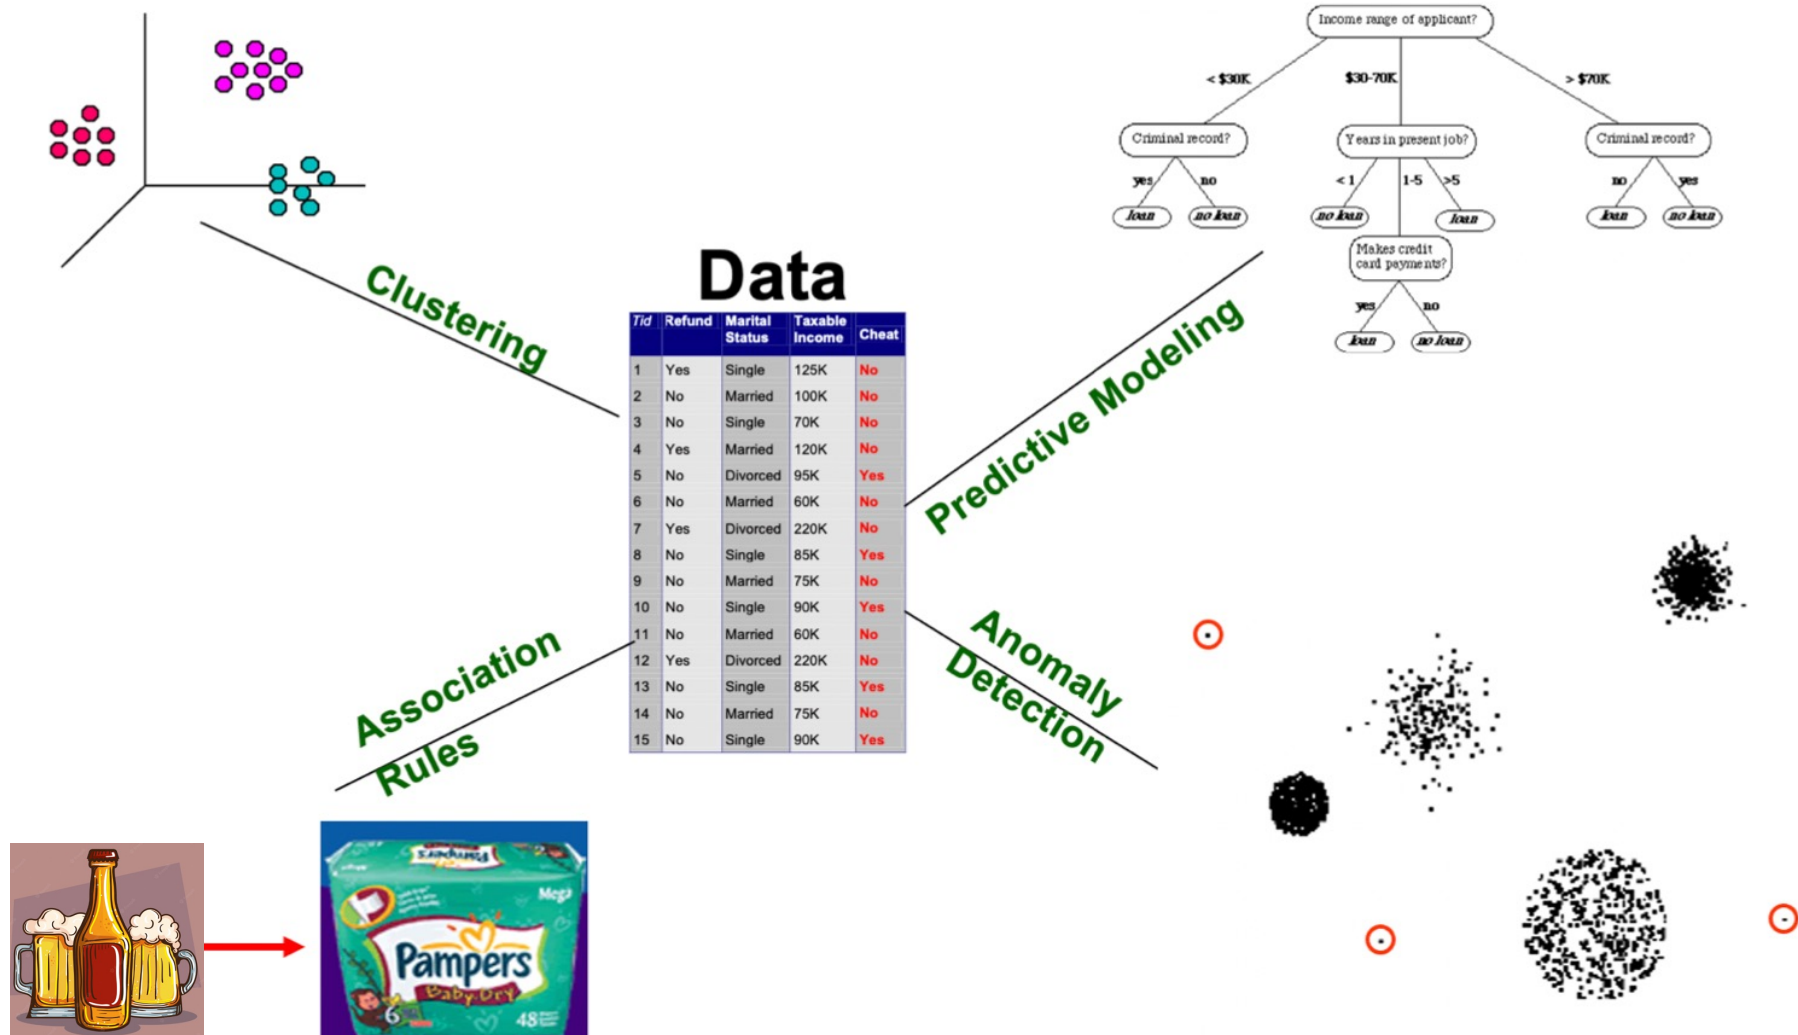 Income range of applicant?
< $30K
$30-70K
> $70K
Criminal record?
Years in present job?
Criminal record?
yes
no
< 1
1-5
>5
no
yes
loan
no loan
no loan
loan
loan
no loan
Makes credit
card payments?
yes
no
loan
no loan
Clustering
Data
Predictive Modeling
Tid Refund Marital Status Taxable Income Cheat
1 Yes Single 125K No
2 No Married 100K No
3 No Single 70K No
4 Yes Married 120K No
5 No Divorced 95K Yes
6 No Married 60K No
7 Yes Divorced 220K No
8 No Single 85K Yes
9 No Married 75K No
10 No Single 90K Yes
11 No Married 60K No
12 Yes Divorced 220K No
13 No Single 85K Yes
14 No Married 75K No
15 No Single 90K Yes
Association
Rules
Anomaly
Detection
Pampers
Mega
Pampers
Baby-Dry
6
48